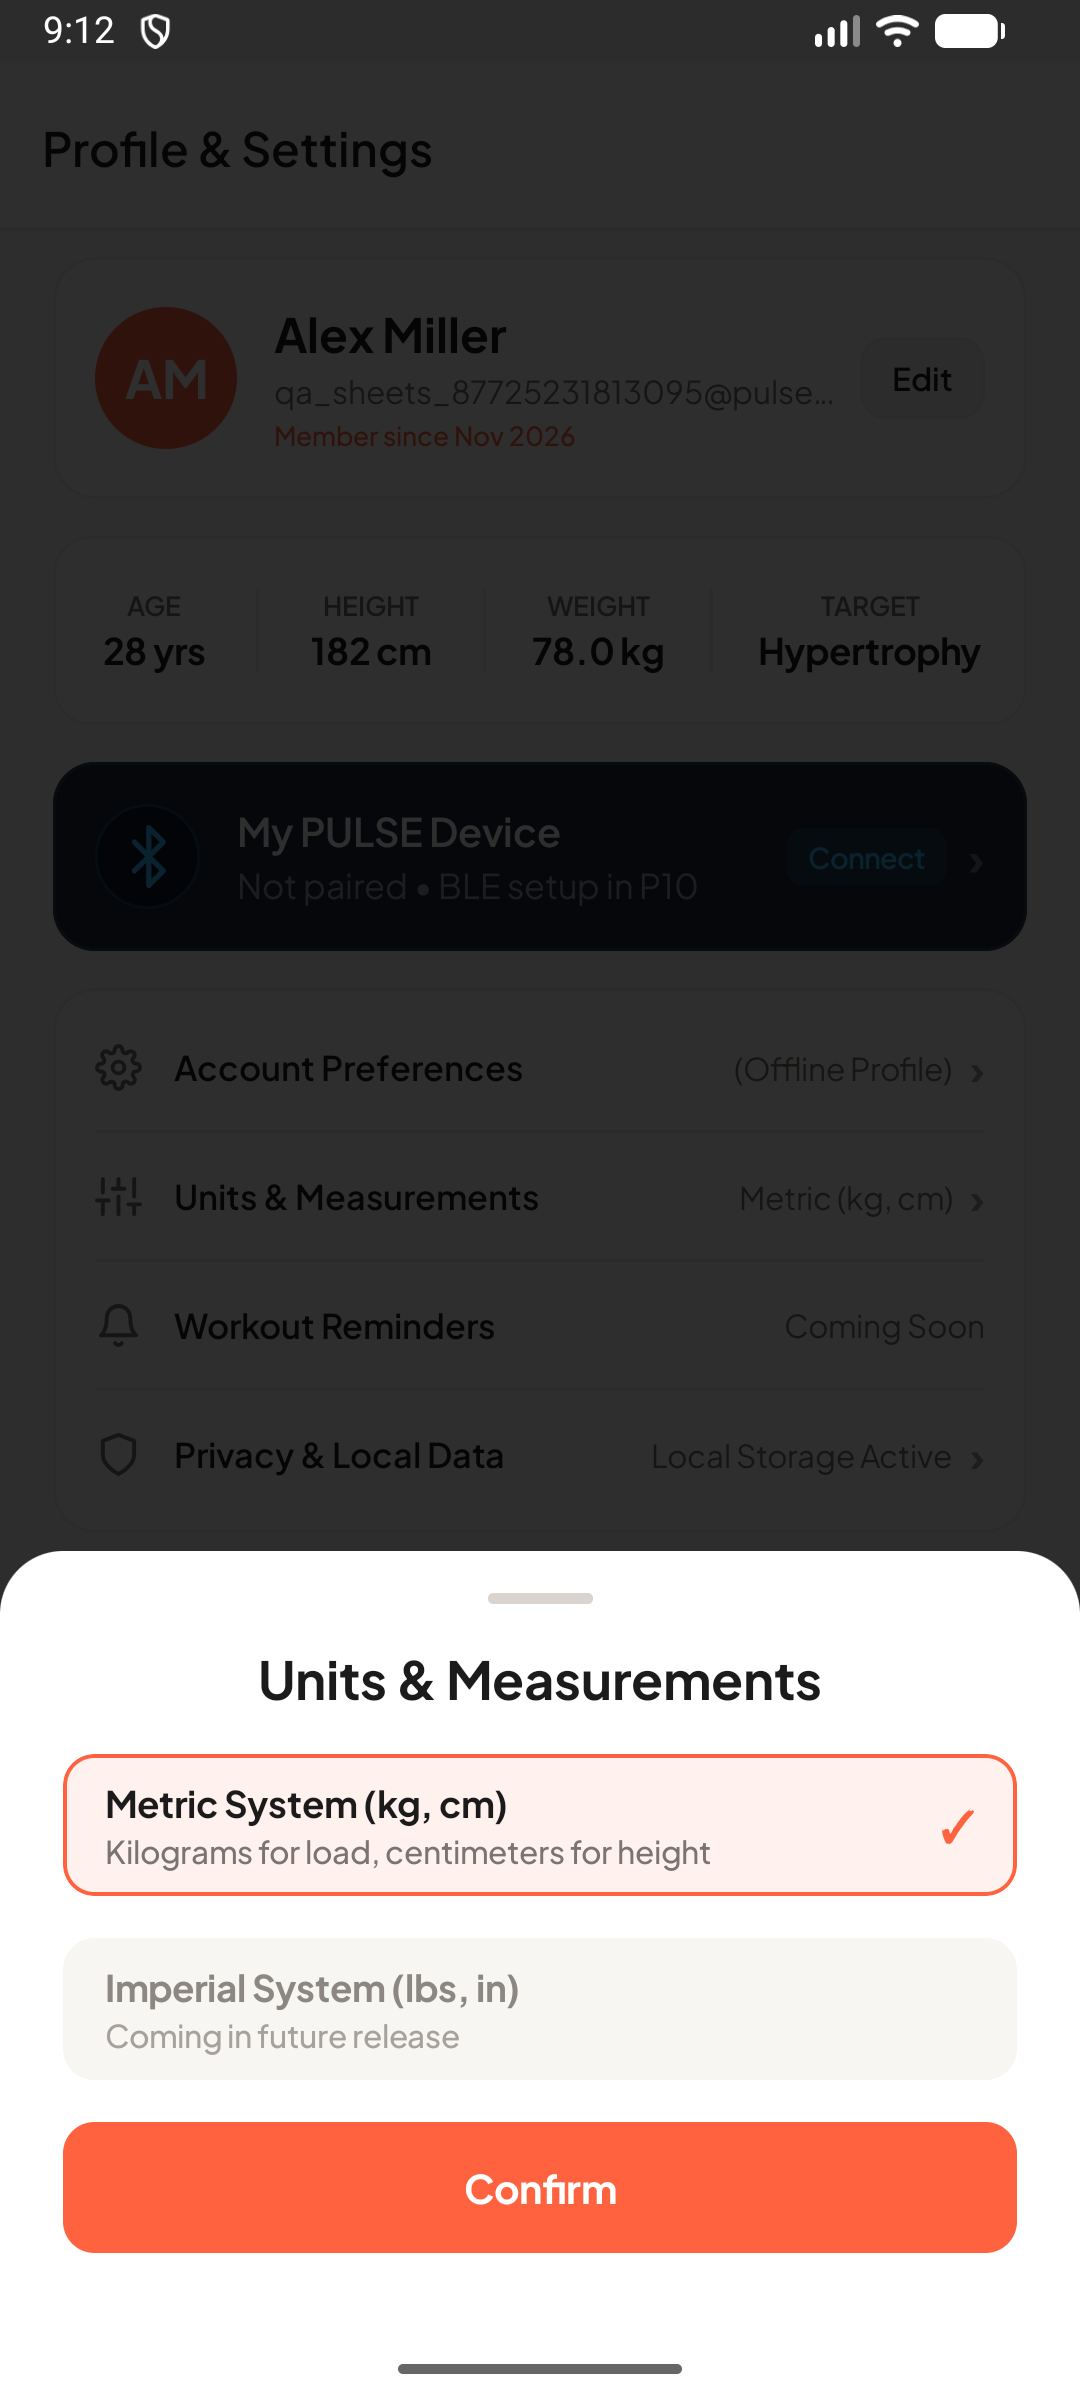 9:12
Profile & Settings
AM
Alex Miller
qa_sheets_87725231813095@pulse...
Member since Nov 2026
Edit
AGE
28 yrs
HEIGHT
182 cm
WEIGHT
78.0 kg
TARGET
Hypertrophy
My PULSE Device
Not paired • BLE setup in P10
Connect
Account Preferences
(Offline Profile)
Units & Measurements
Metric (kg, cm)
Workout Reminders
Coming Soon
Privacy & Local Data
Local Storage Active
Units & Measurements
Metric System (kg, cm)
Kilograms for load, centimeters for height
Imperial System (lbs, in)
Coming in future release
Confirm